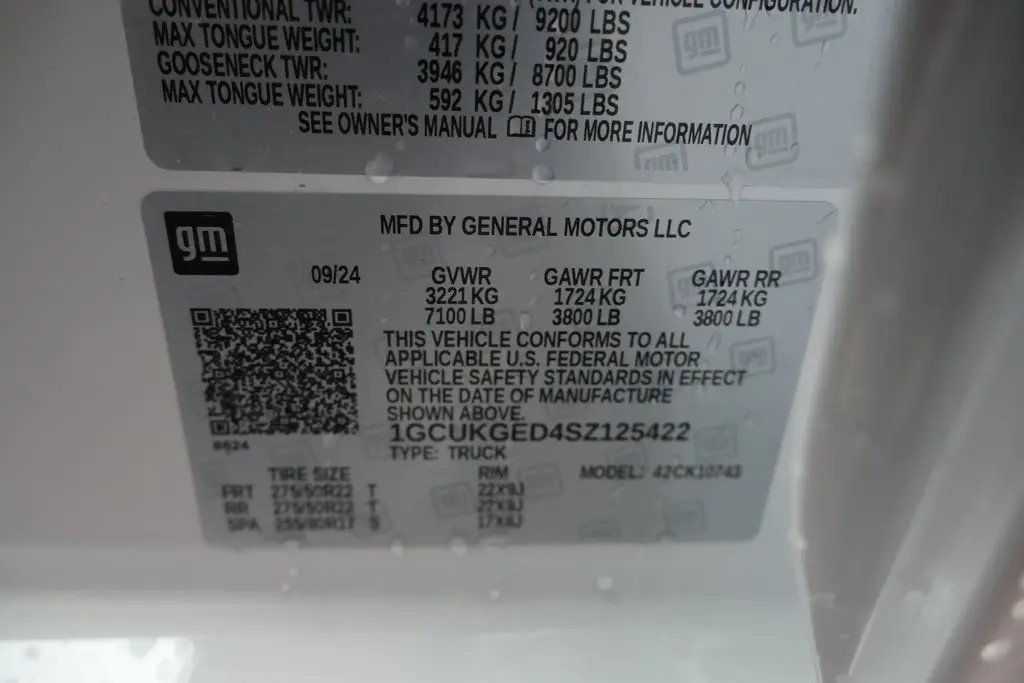 CONVENTIONAL TWR: 4173 KG/ 9200 LBS
MAX TONGUE WEIGHT: 417 KG/ 920 LBS
GOOSENECK TWR: 3946 KG/ 8700 LBS
MAX TONGUE WEIGHT: 592 KG/ 1305 LBS
SEE OWNER'S MANUAL FOR MORE INFORMATION
gm
MFD BY GENERAL MOTORS LLC
09/24 GVWR GAWR FRT GAWR RR
3221 KG 1724 KG 1724 KG
7100 LB 3800 LB 3800 LB
THIS VEHICLE CONFORMS TO ALL
APPLICABLE U.S. FEDERAL MOTOR
VEHICLE SAFETY STANDARDS IN EFFECT
ON THE DATE OF MANUFACTURE
SHOWN ABOVE.
1GCUKGED4SZ125422
8624
TYPE: TRUCK
TIRE SIZE RIM MODEL: 42CK10743
FRT 275/50R22 T 22X9J
RR 275/50R22 T 22X9J
SPA 255/80R17 S 17X8J